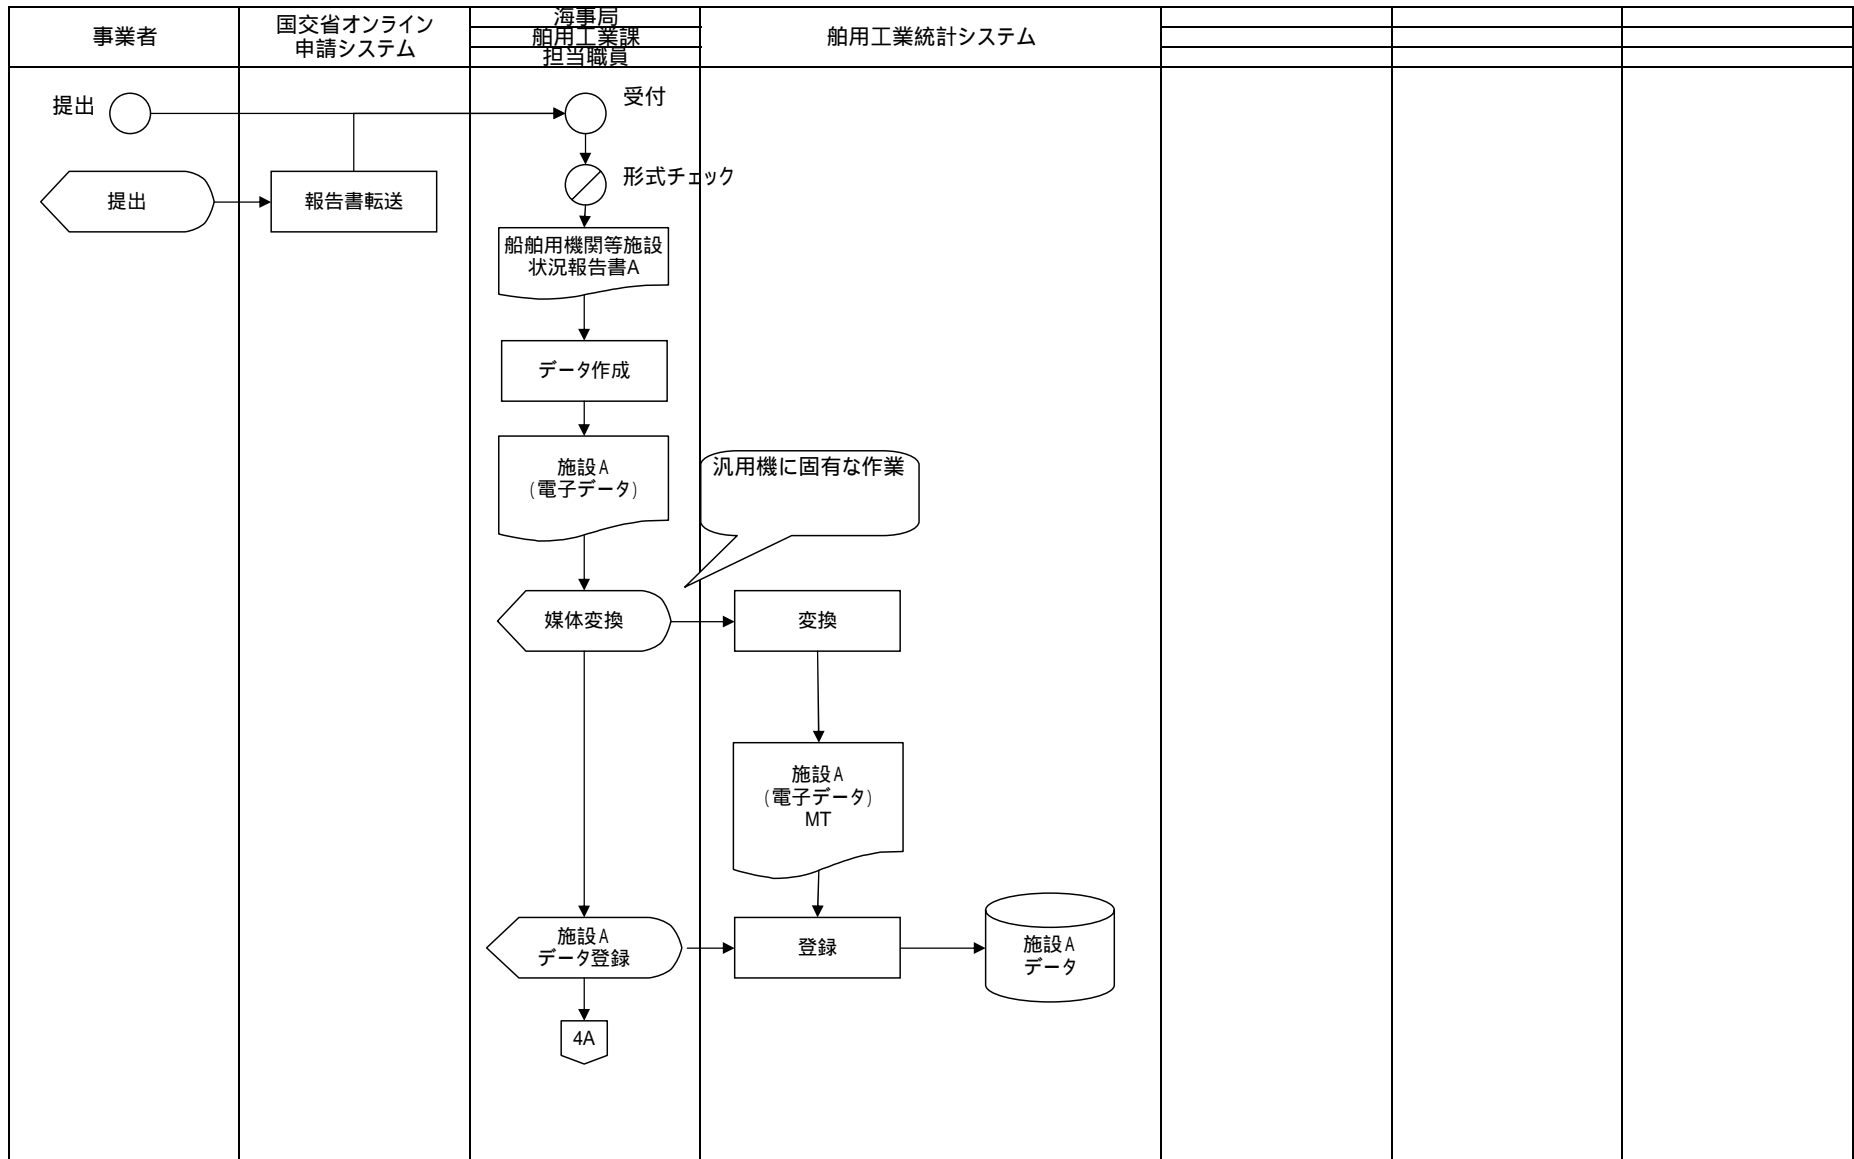 事業者
国交省オンライン
申請システム
海事局
舶用工業課
担当職員
舶用工業統計システム
提出
受付
形式チェック
提出
報告書転送
船舶用機関等施設
状況報告書A
データ作成
施設A
(電子データ)
汎用機に固有な作業
媒体変換
変換
施設A
(電子データ)
MT
施設A
データ登録
登録
施設A
データ
4A